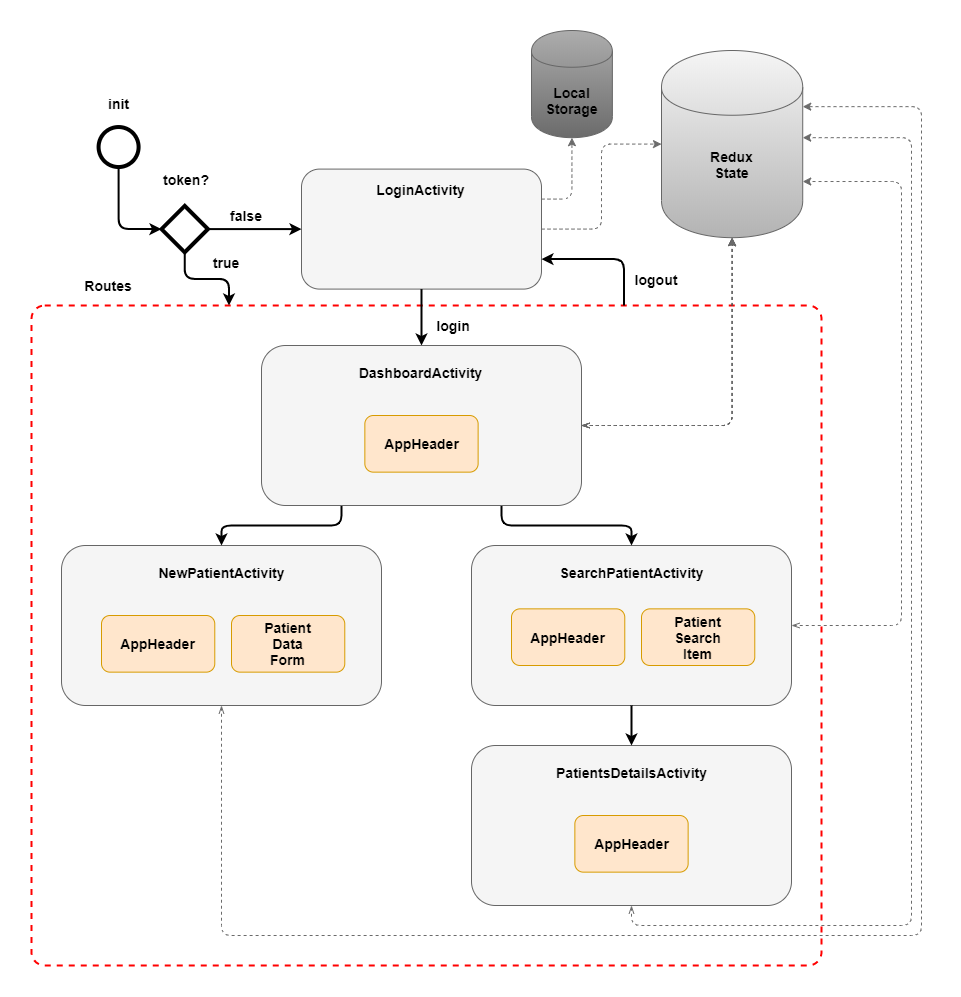 Local
Storage
init
Redux
State
token?
LoginActivity
false
true
logout
Routes
login
DashboardActivity
AppHeader
NewPatientActivity
SearchPatientActivity
AppHeader
Patient
Data
Form
AppHeader
Patient
Search
Item
PatientsDetailsActivity
AppHeader